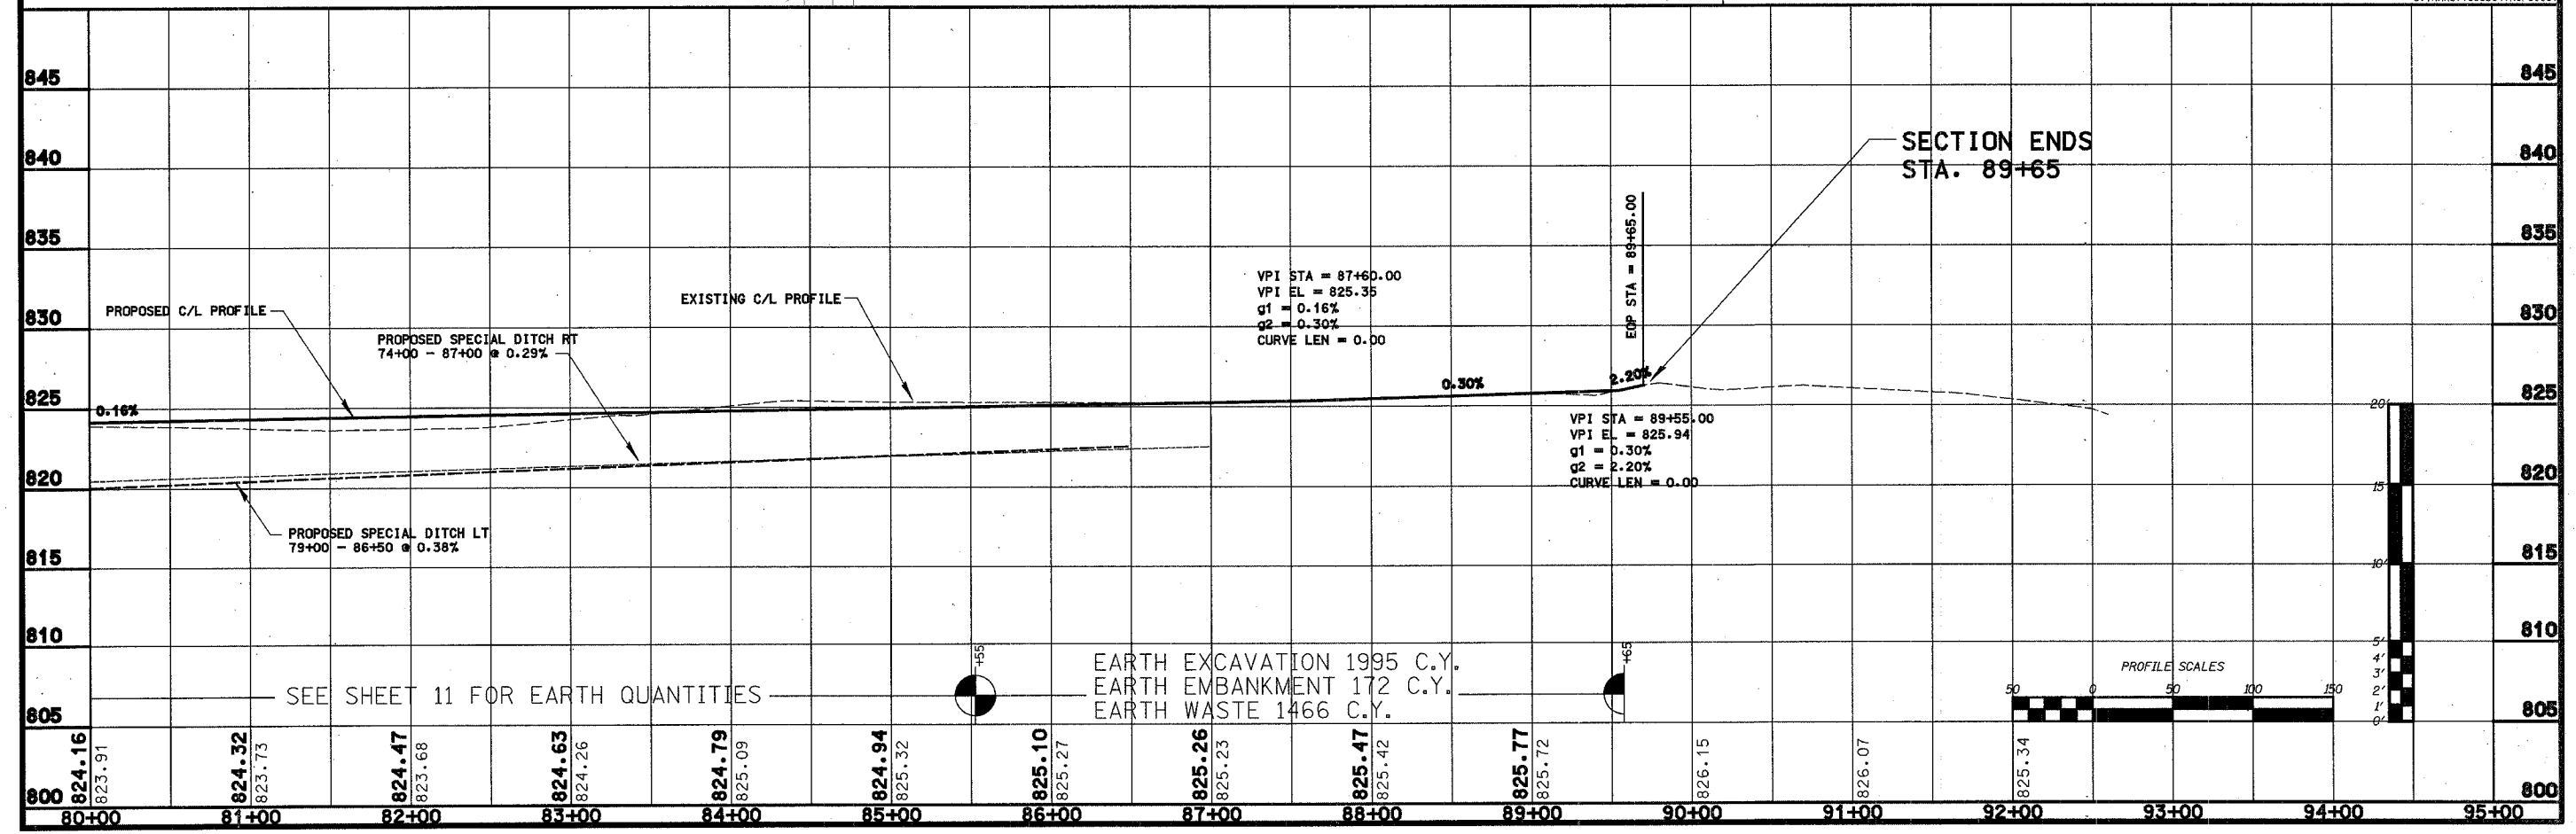 845 845
840 840
835 835
830 830
825 825
820 820
815 815
810 810
805 805
800 800
SECTION ENDS
STA. 89+65
EOP STA = 89+65.00
VPI STA = 87+60.00
VPI EL = 825.35
g1 = 0.16%
g2 = 0.30%
CURVE LEN = 0.00
PROPOSED C/L PROFILE
EXISTING C/L PROFILE
PROPOSED SPECIAL DITCH RT
74+00 - 87+00 @ 0.29%
0.16%
0.30%
2.20%
VPI STA = 89+55.00
VPI EL = 825.94
g1 = 0.30%
g2 = 2.20%
CURVE LEN = 0.00
PROPOSED SPECIAL DITCH LT
79+00 - 86+50 @ 0.38%
20'
15'
10'
5'
4'
3'
2'
1'
0'
+55
+65
SEE SHEET 11 FOR EARTH QUANTITIES
EARTH EXCAVATION 1995 C.Y.
EARTH EMBANKMENT 172 C.Y.
EARTH WASTE 1466 C.Y.
PROFILE SCALES
50 0 50 100 150
824.16
823.91
824.32
823.73
824.47
823.68
824.63
824.26
824.79
825.09
824.94
825.32
825.10
825.27
825.26
825.23
825.47
825.42
825.77
825.72
826.15
826.07
825.34
80+00 81+00 82+00 83+00 84+00 85+00 86+00 87+00 88+00 89+00 90+00 91+00 92+00 93+00 94+00 95+00